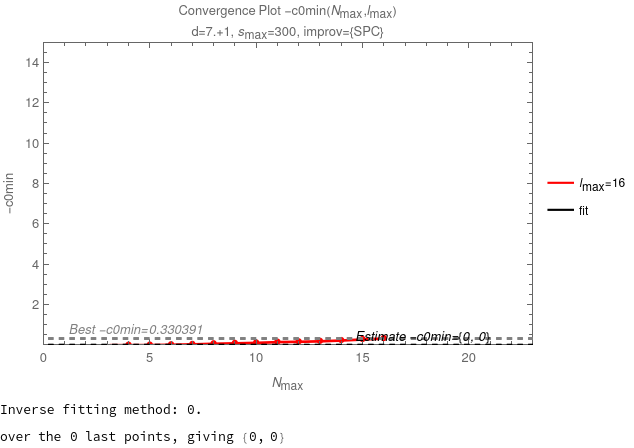 Convergence Plot −c0min(Nmax,lmax)
d=7.+1, smax=300, improv={SPC}
14
12
10
8
6
4
2
−c0min
Best −c0min=0.330391
Estimate −c0min={0, 0}
0 5 10 15 20
Nmax
lmax=16
fit
Inverse fitting method: 0.
over the 0 last points, giving {0, 0}